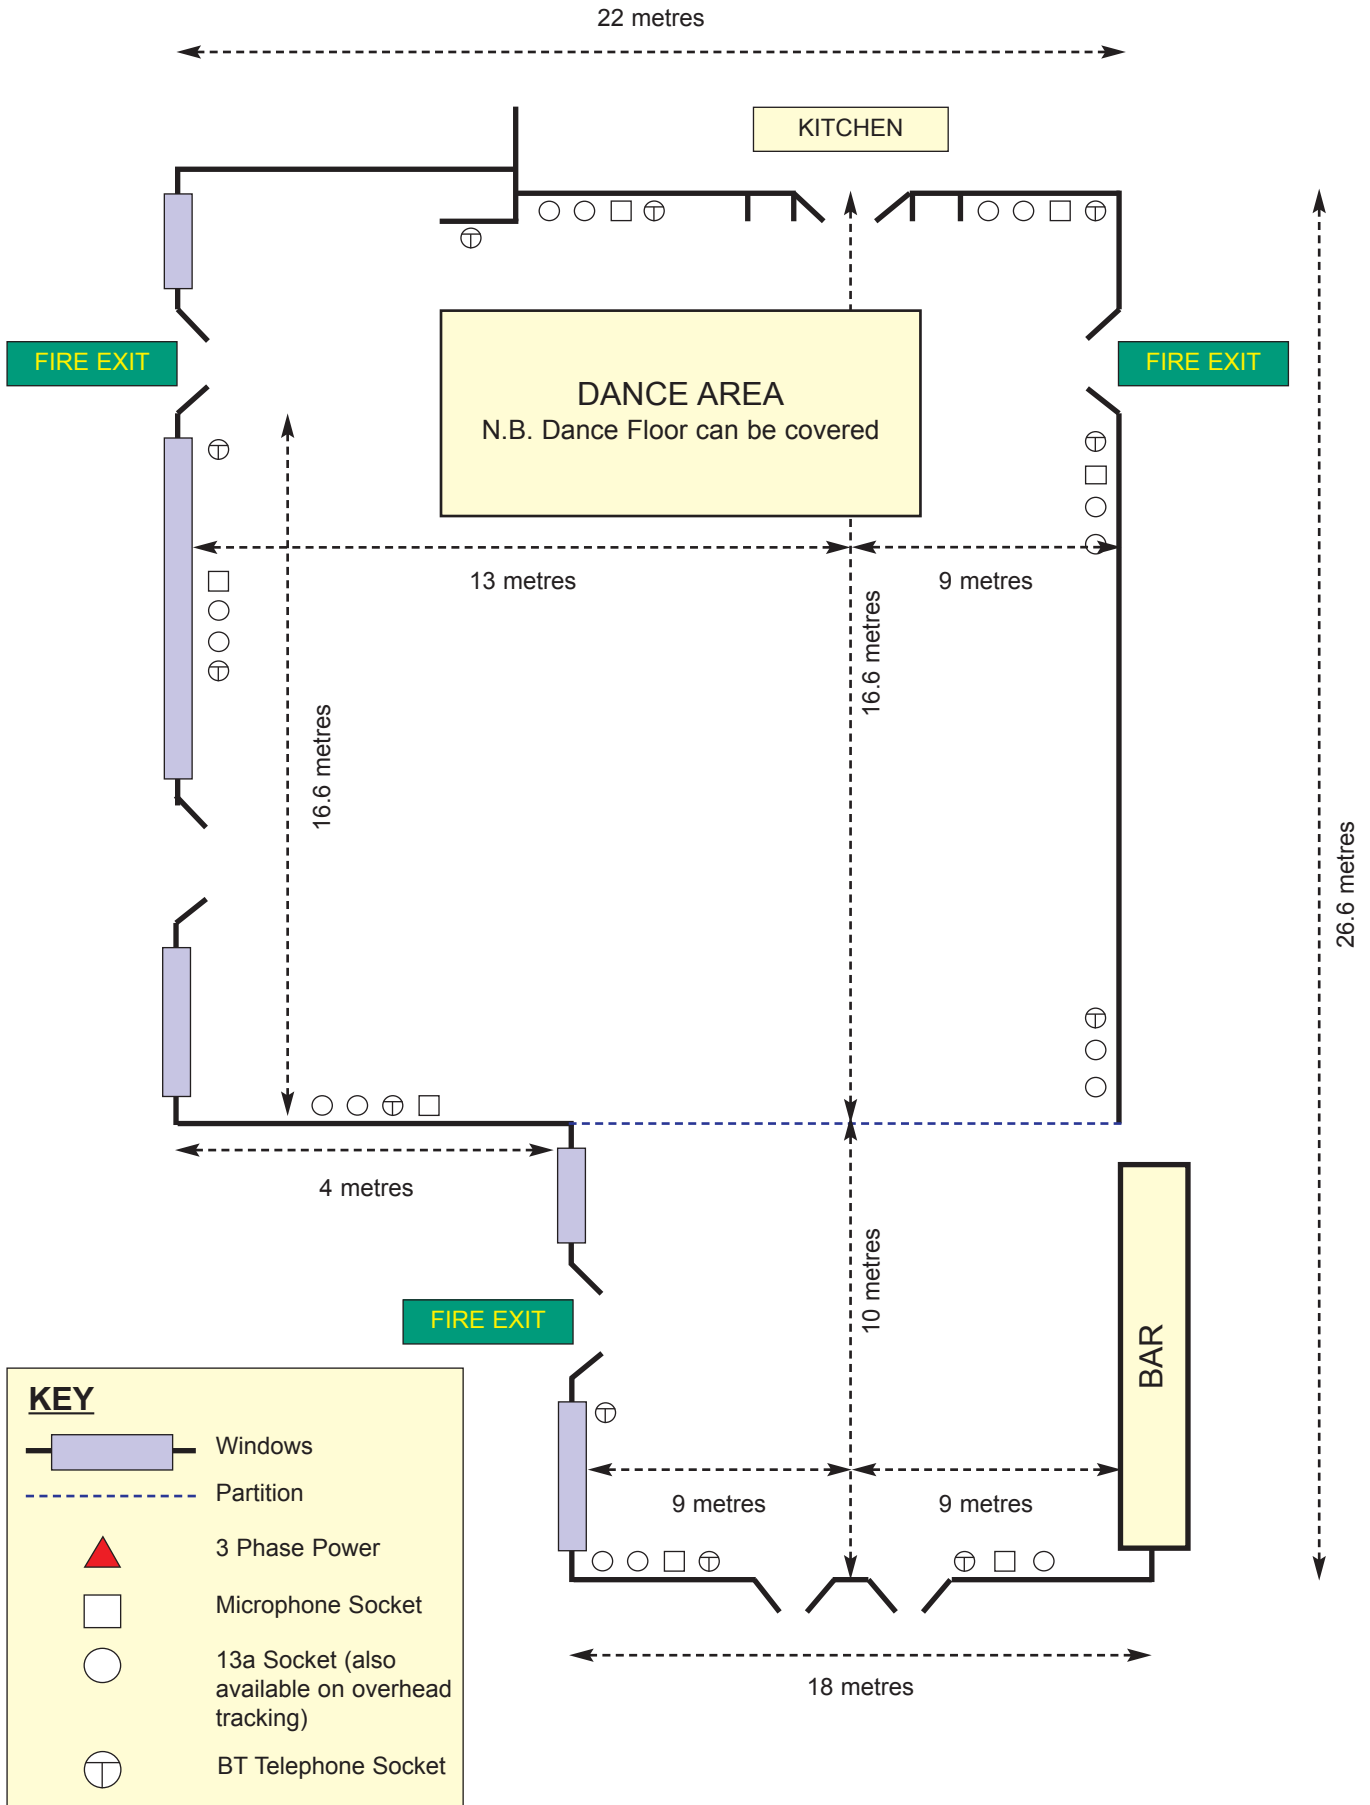 22 metres
KITCHEN
FIRE EXIT
FIRE EXIT
DANCE AREA
N.B. Dance Floor can be covered
13 metres
9 metres
16.6 metres
16.6 metres
26.6 metres
4 metres
10 metres
FIRE EXIT
BAR
9 metres
9 metres
18 metres
KEY
Windows
Partition
3 Phase Power
Microphone Socket
13a Socket (also
available on overhead
tracking)
BT Telephone Socket